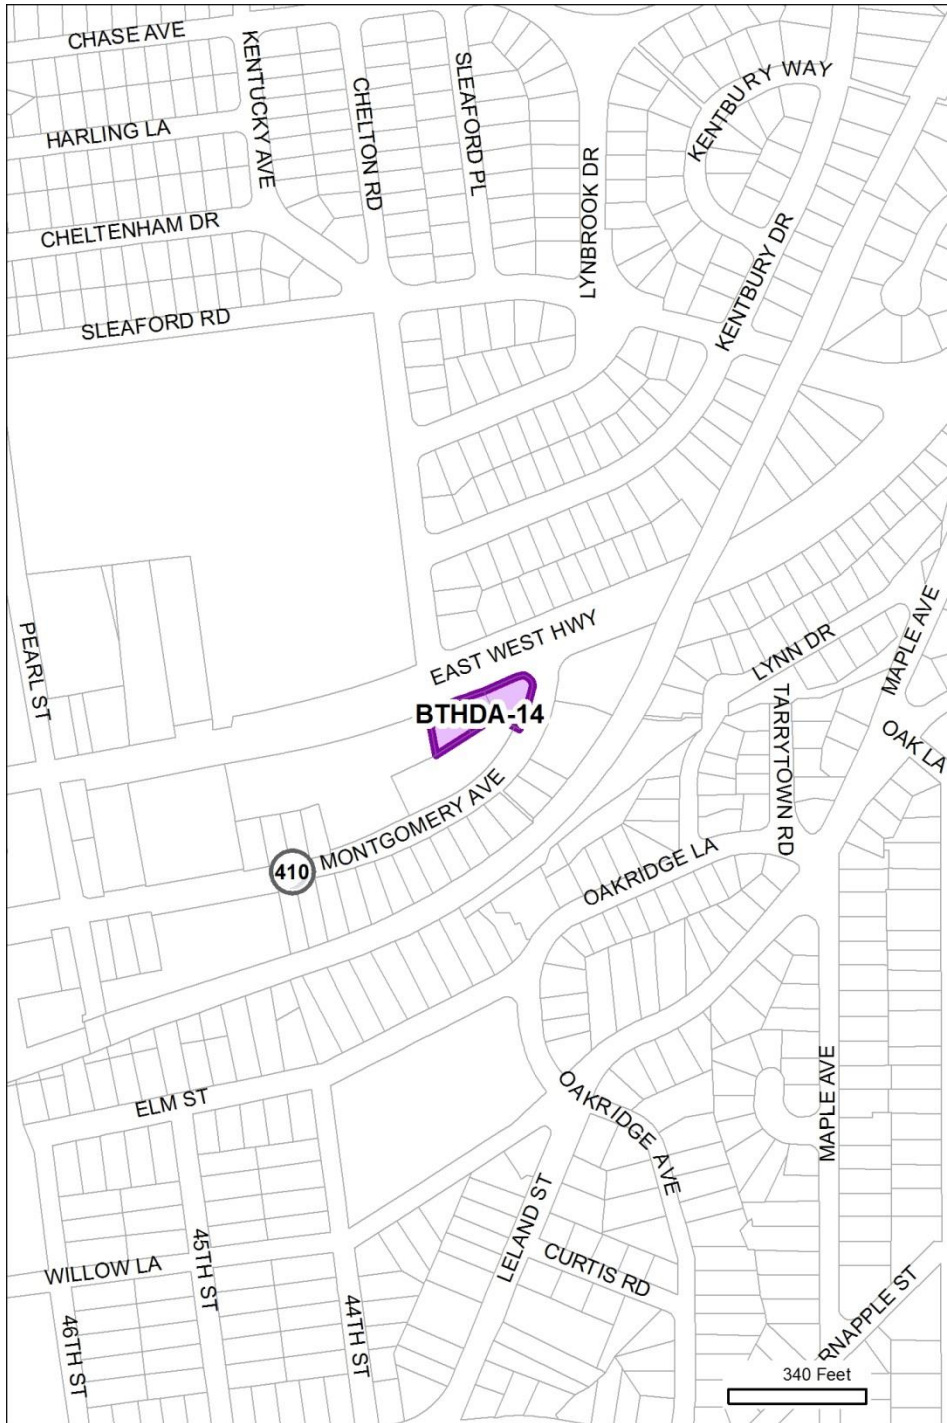 CHASE AVE
KENTUCKY AVE
CHELTON RD
SLEAFORD PL
KENTBURY WAY
HARLING LA
LYNBROOK DR
CHELTENHAM DR
KENTBURY DR
SLEAFORD RD
EAST WEST HWY
PEARL ST
LYNN DR
MAPLE AVE
BTHDA-14
TARRYTOWN RD
OAK LA
MONTGOMERY AVE
410
OAKRIDGE LA
ELM ST
OAKRIDGE AVE
MAPLE AVE
LELAND ST
45TH ST
WILLOW LA
CURTIS RD
44TH ST
46TH ST
RNAPPLE ST
340 Feet